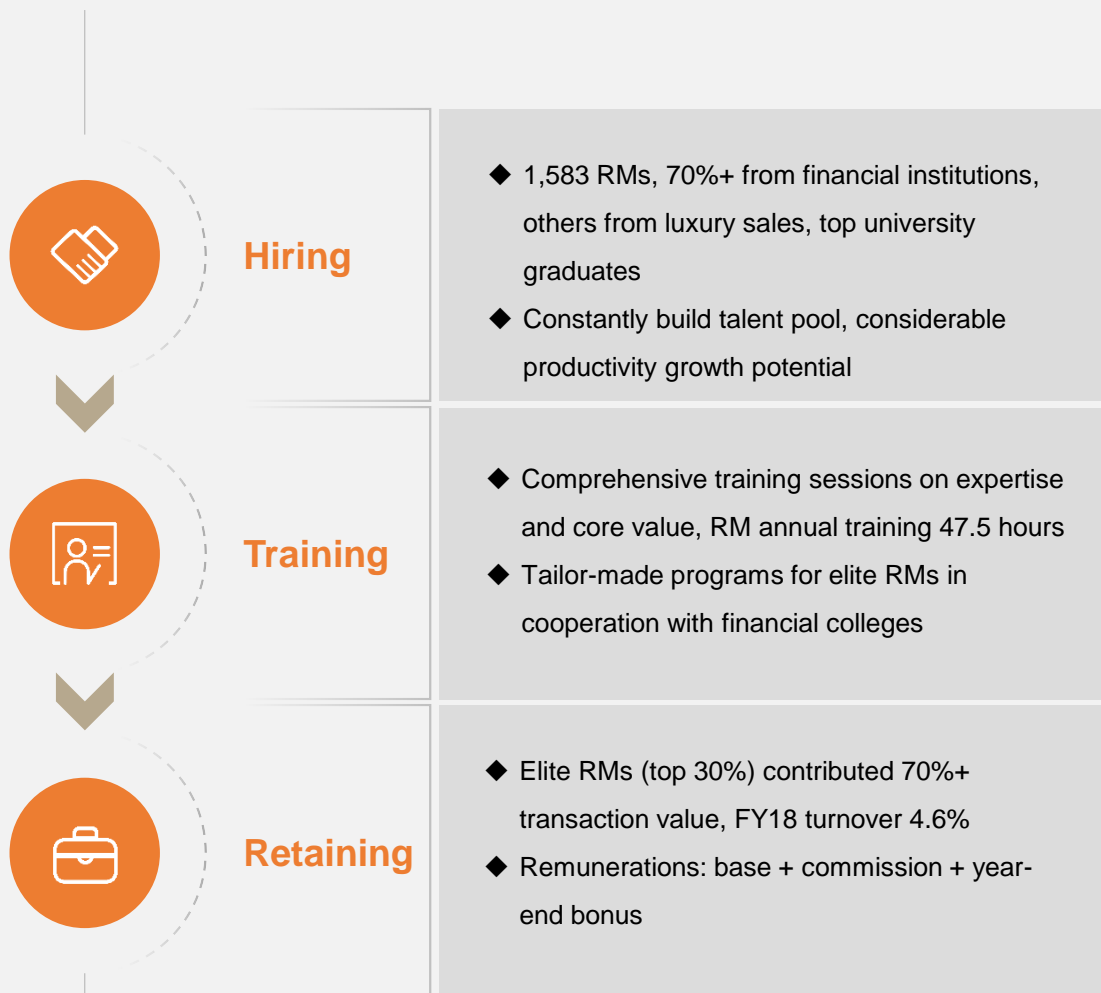 Hiring
◆ 1,583 RMs, 70%+ from financial institutions,
others from luxury sales, top university
graduates
◆ Constantly build talent pool, considerable
productivity growth potential
Training
◆ Comprehensive training sessions on expertise
and core value, RM annual training 47.5 hours
◆ Tailor-made programs for elite RMs in
cooperation with financial colleges
Retaining
◆ Elite RMs (top 30%) contributed 70%+
transaction value, FY18 turnover 4.6%
◆ Remunerations: base + commission + year-
end bonus